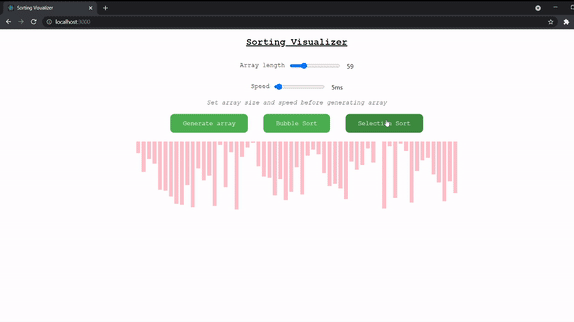 Sorting Visualizer
localhost:3000
Sorting Visualizer
Array length 59
Speed 5ms
Set array size and speed before generating array
Generate array Bubble Sort Selection Sort